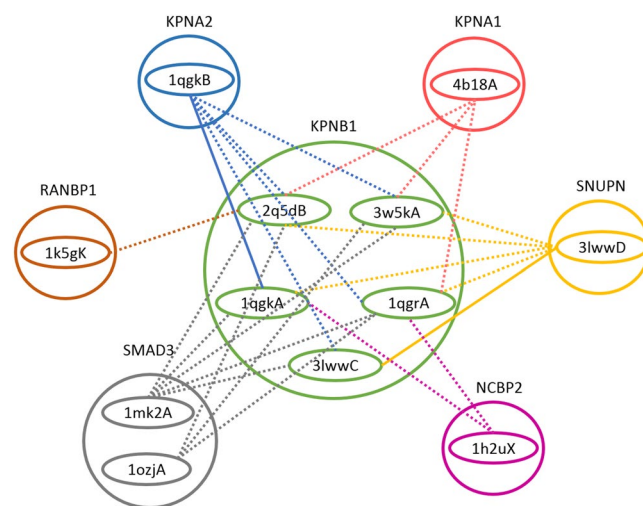 KPNA2
KPNA1
1qgkB
4b18A
KPNB1
RANBP1
SNUPN
2q5dB
3w5kA
1k5gK
3lwwD
1qgkA
1qgrA
SMAD3
3lwwC
NCBP2
1mk2A
1h2uX
1ozjA